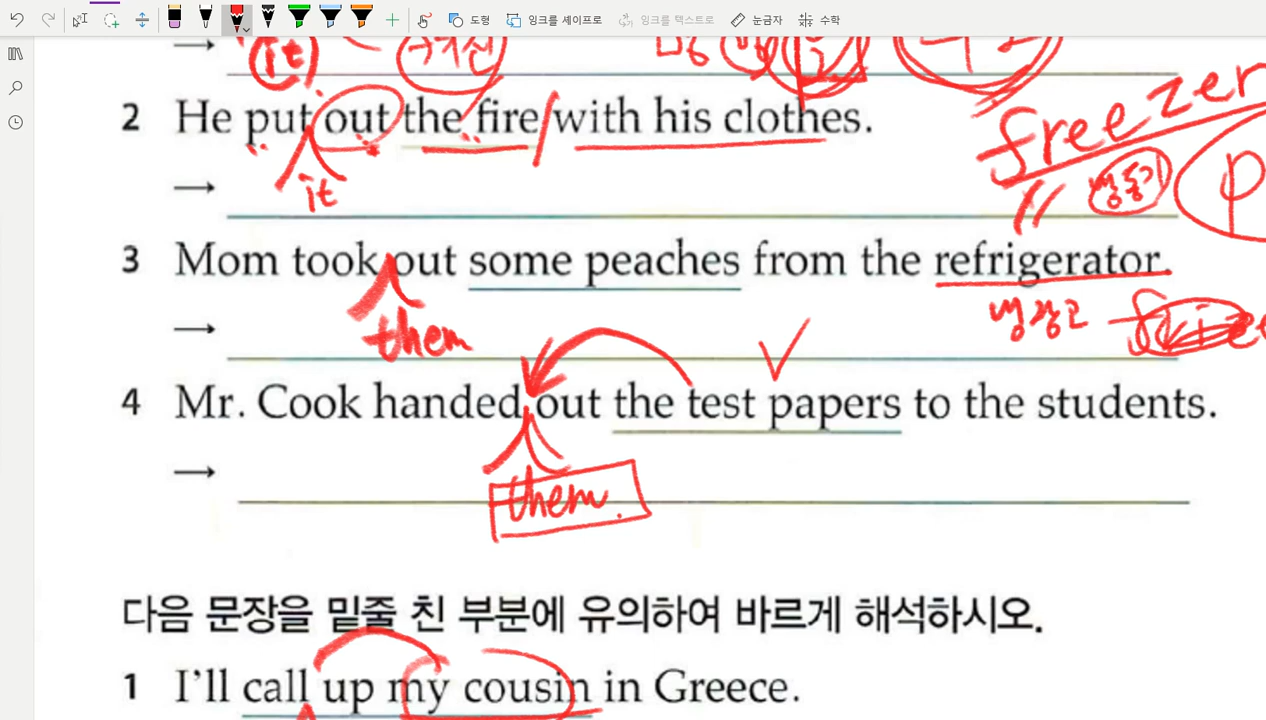 도형 잉크를 셰이프로 잉크를 텍스트로 눈금자 수학
→ it
2 He put out the fire with his clothes.
freezer
→ it
냉동기 P
3 Mom took out some peaches from the refrigerator.
→ them
냉장고
4 Mr. Cook handed out the test papers to the students.
→ them.
다음 문장을 밑줄 친 부분에 유의하여 바르게 해석하시오.
1 I'll call up my cousin in Greece.